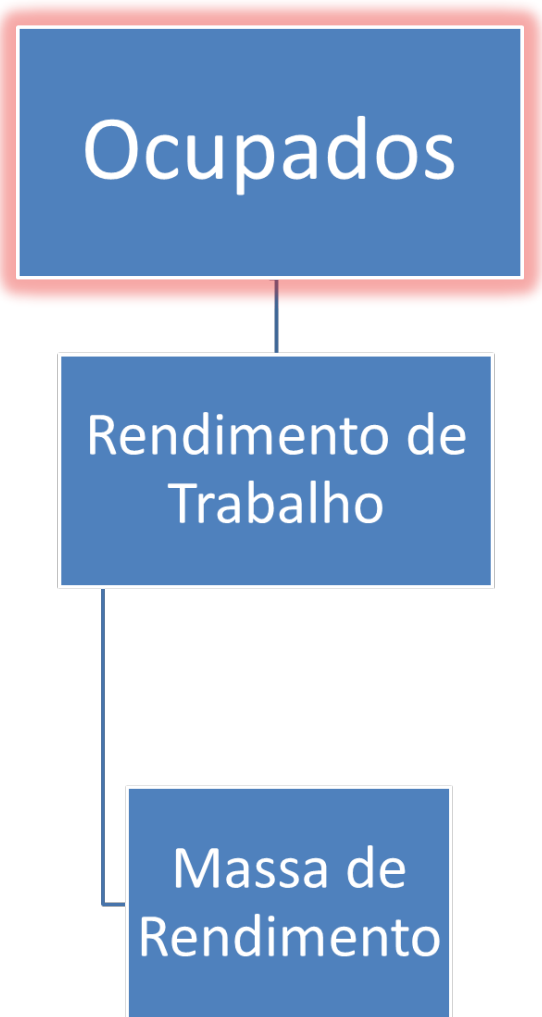 Ocupados
Rendimento de
Trabalho
Massa de
Rendimento